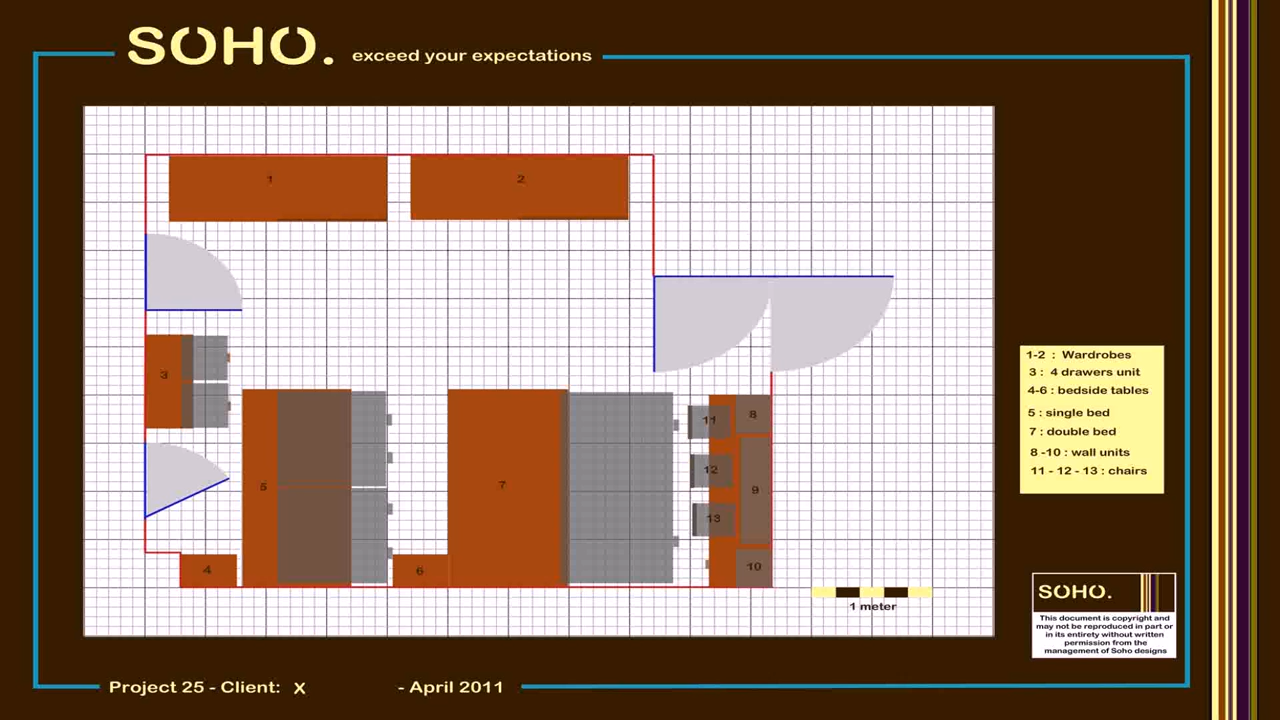 SOHO. exceed your expectations
1
2
3
11
8
12
5
7
9
13
4
6
10
1 meter
1-2 : Wardrobes
3 : 4 drawers unit
4-6 : bedside tables
5 : single bed
7 : double bed
8 -10 : wall units
11 - 12 - 13 : chairs
SOHO.
This document is copyright and
may not be reproduced in part or
in its entirety without written
permission from the
management of Soho designs
Project 25 - Client: X - April 2011